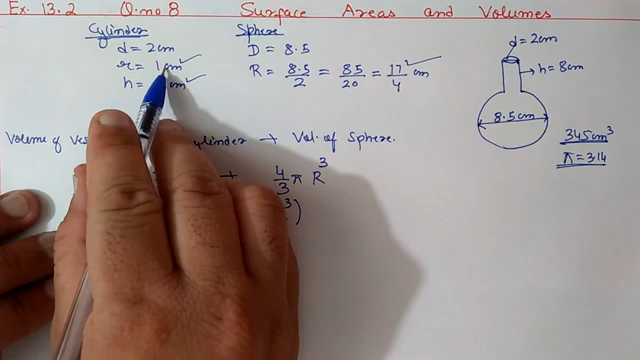 Ex. 13.2 Q.no 8 Surface Areas and Volumes
Cylinder
d = 2cm
r = 1cm
h = cm
Sphere
D = 8.5
R = 8.5/2 = 85/20 = 17/4 cm
d = 2cm
h = 8cm
8.5cm
345cm³
π = 3.14
Volume of → Vol. of Sphere.
→ 4/3 π R³
³)